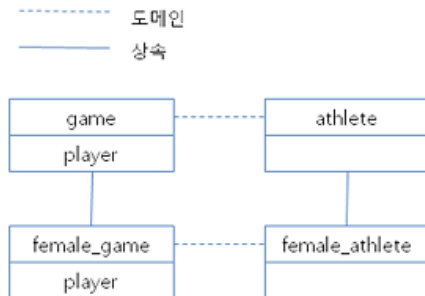 도메인
상속
game
athlete
player
female_game
female_athlete
player